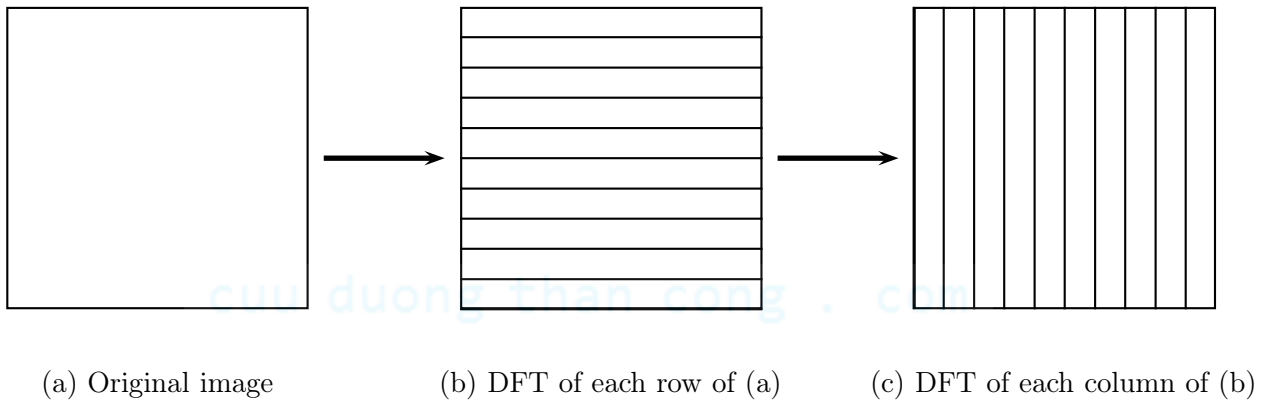 cuu duong than cong . com
(a) Original image
(b) DFT of each row of (a)
(c) DFT of each column of (b)